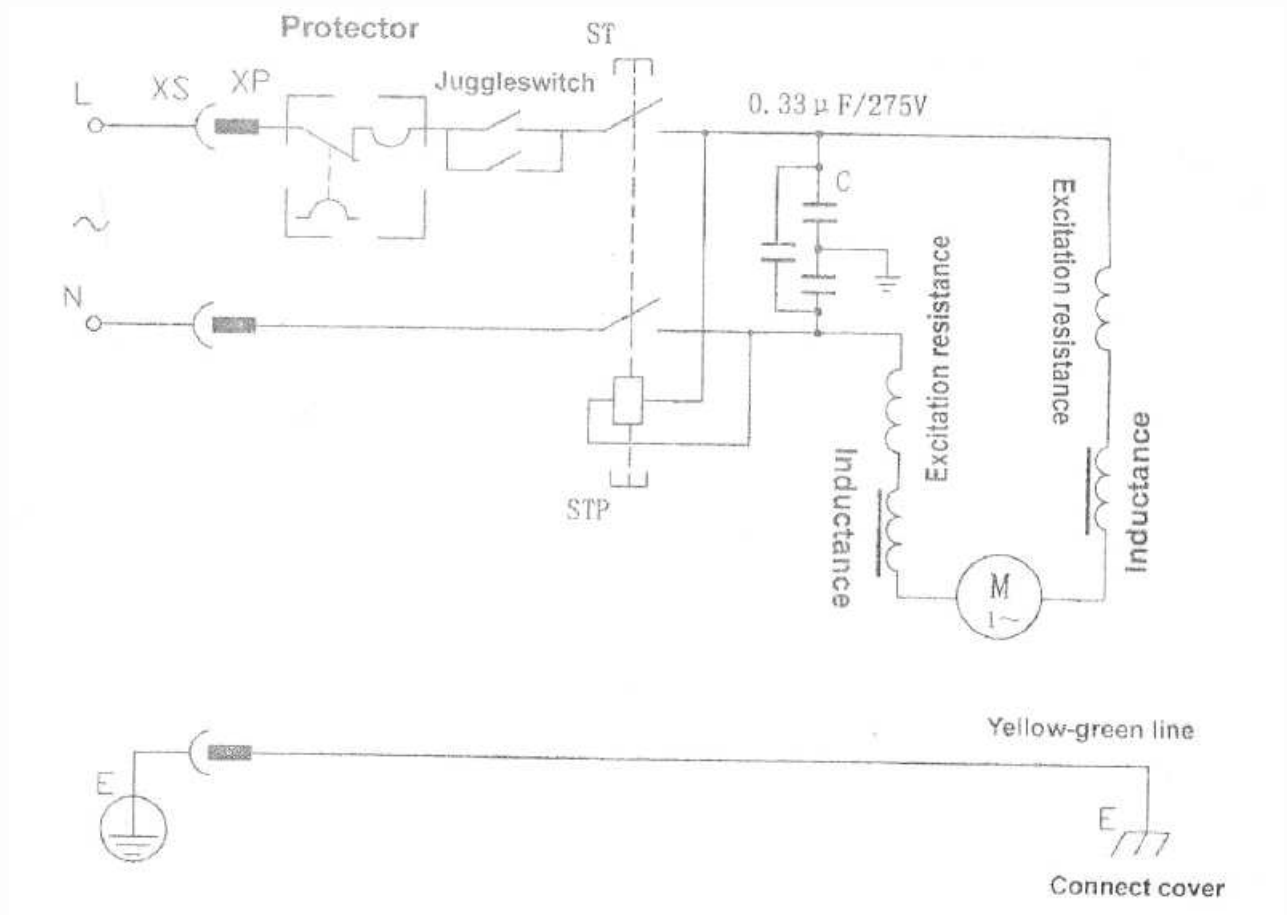 Protector
ST
L
XS
XP
Juggleswitch
0.33μF/275V
C
N
Excitation resistance
Excitation resistance
Inductance
Inductance
STP
M
1~
Yellow-green line
E
E
Connect cover